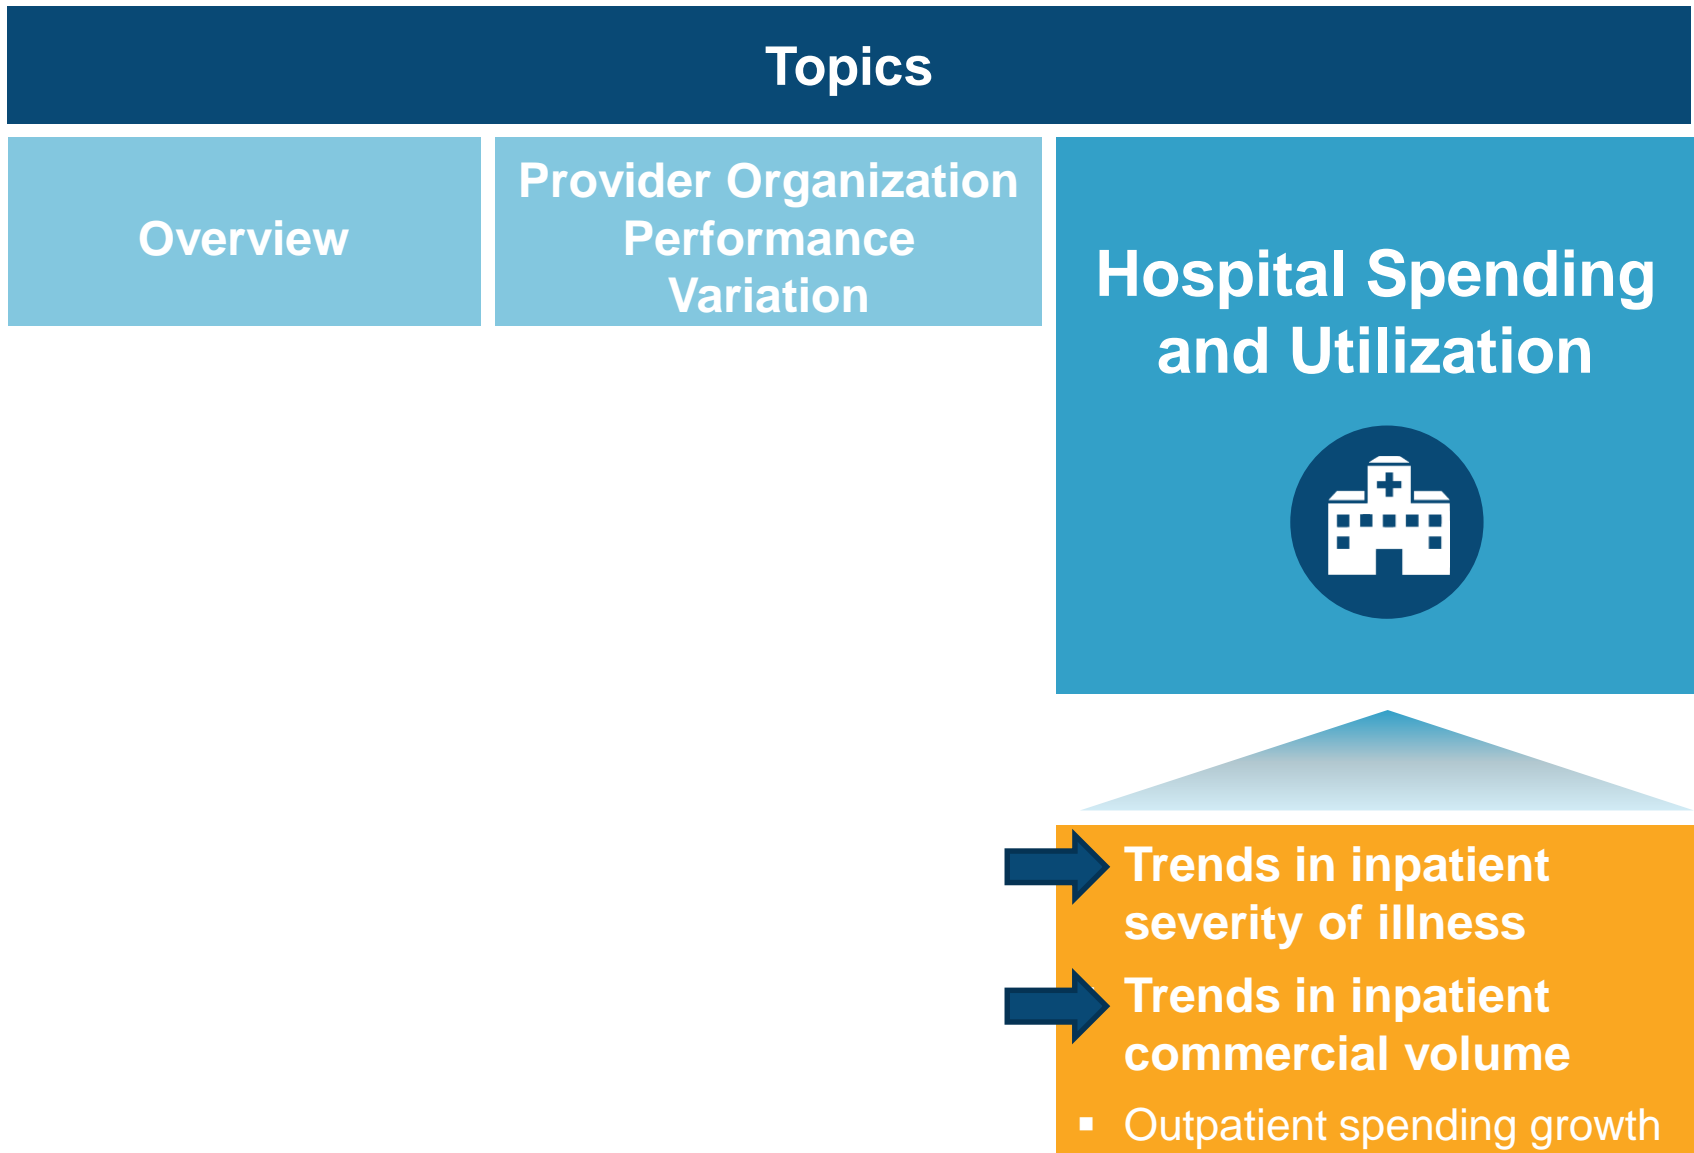 Topics
Overview
Provider Organization
Performance
Variation
Hospital Spending
and Utilization
Trends in inpatient
severity of illness
Trends in inpatient
commercial volume
▪ Outpatient spending growth